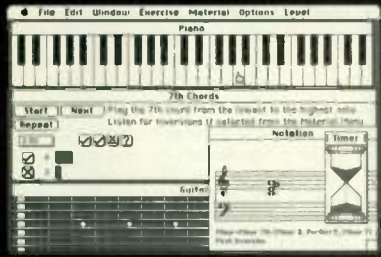 File Edit Window Exercise Material Options Level
Piano
7th Chords
Start Next Play the 7th chord from the lowest to the highest note
Repeat Listen for inversions if selected from the Material Menu
Notation Timer
Guitar